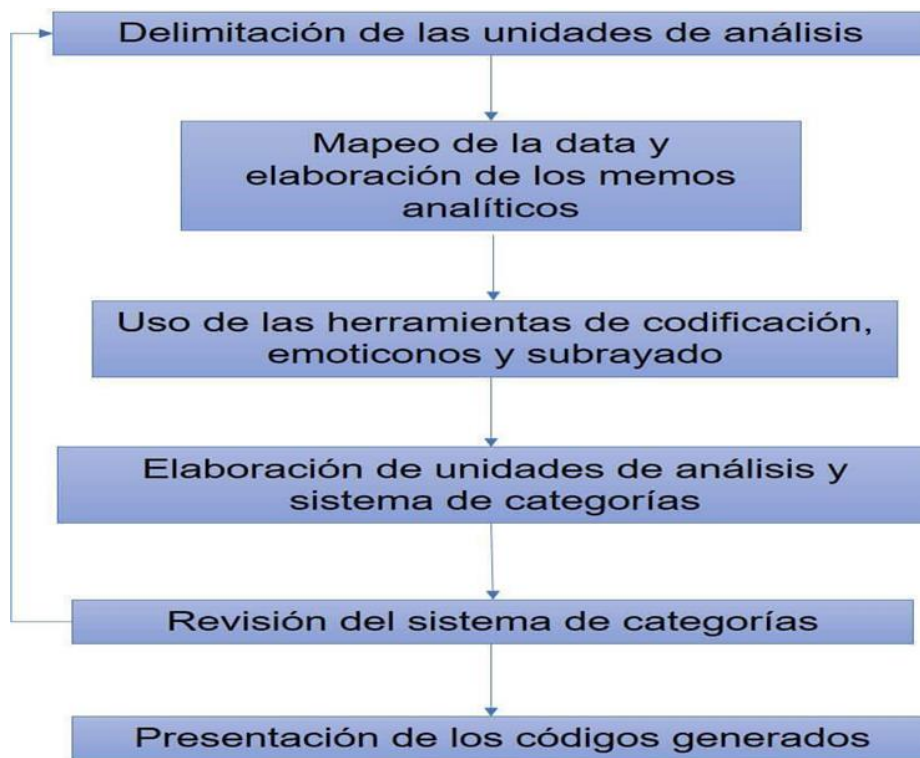 Delimitación de las unidades de análisis
Mapeo de la data y
elaboración de los memos
analíticos
Uso de las herramientas de codificación,
emoticonos y subrayado
Elaboración de unidades de análisis y
sistema de categorías
Revisión del sistema de categorías
Presentación de los códigos generados